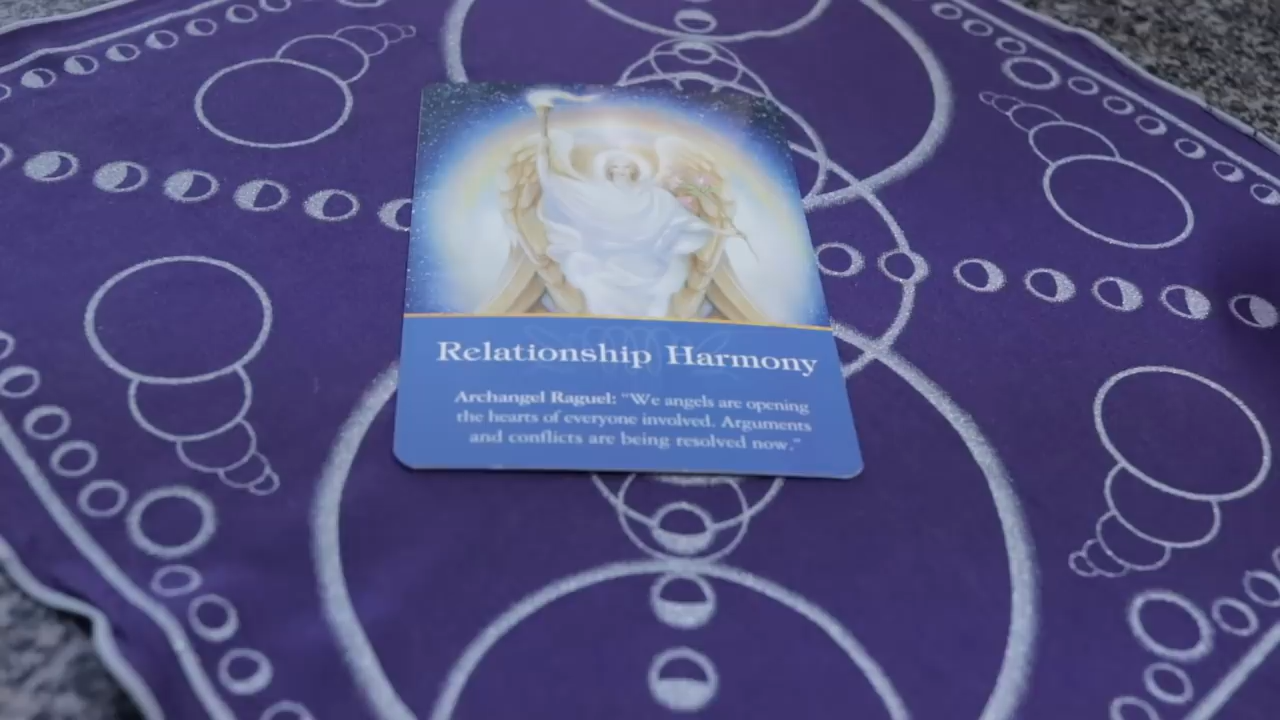 Relationship Harmony
Archangel Raguel: "We angels are opening
the hearts of everyone involved. Arguments
and conflicts are being resolved now."